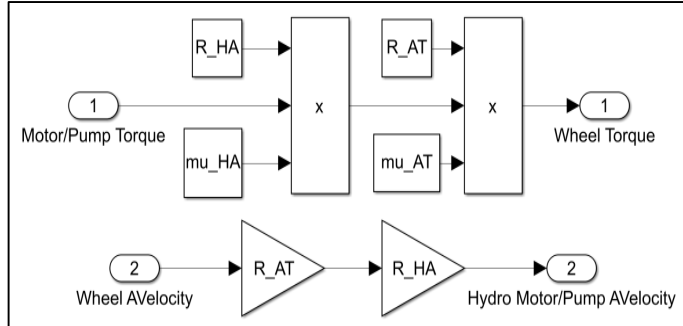 R_HA
R_AT
1
x
x
1
Motor/Pump Torque
Wheel Torque
mu_HA
mu_AT
2
R_AT
R_HA
2
Wheel AVelocity
Hydro Motor/Pump AVelocity